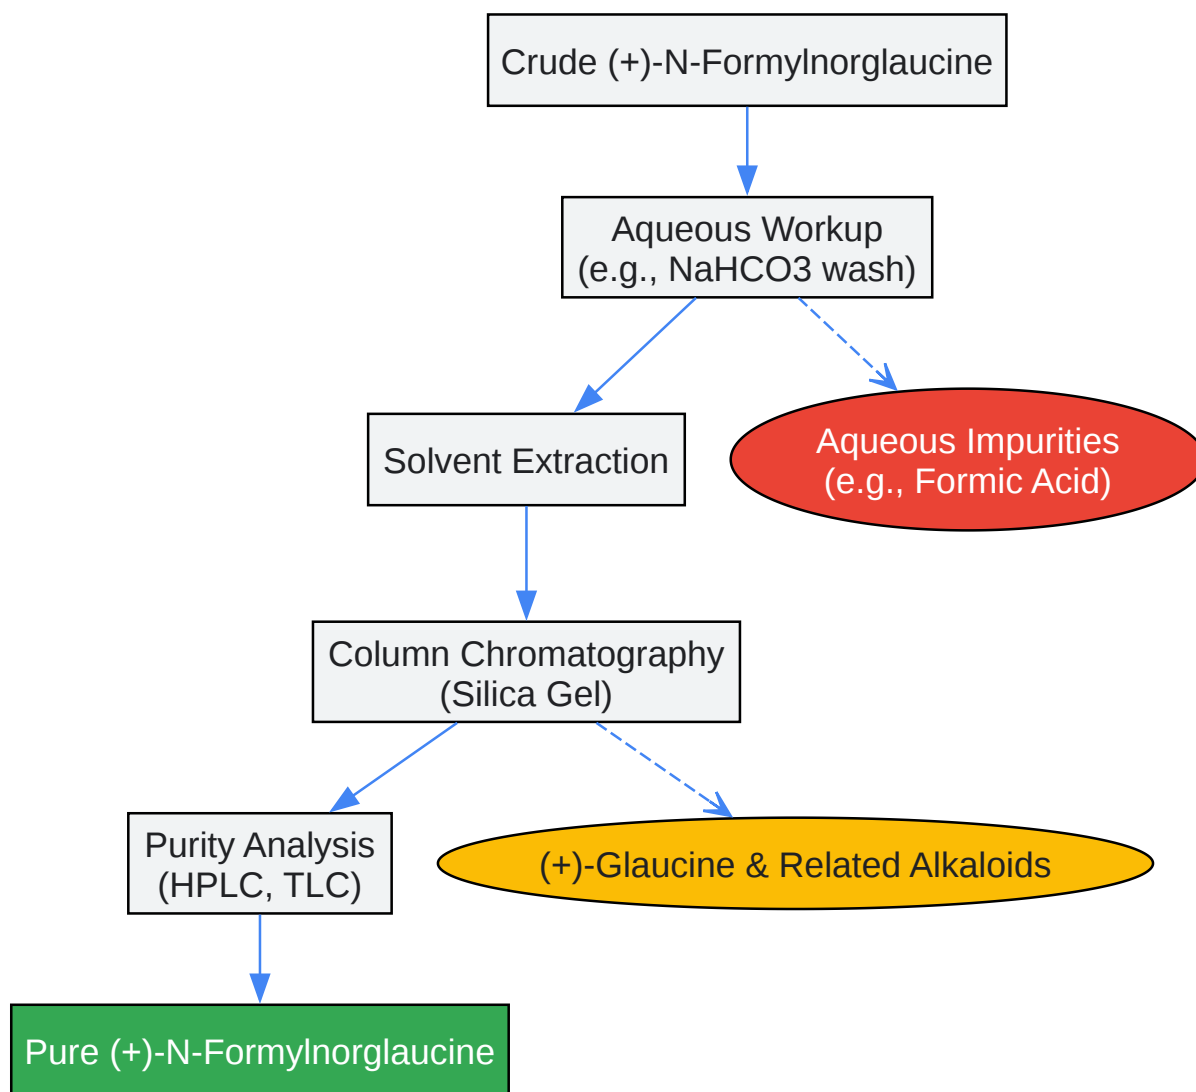 Crude (+)-N-Formylnorglaucine
Aqueous Workup
(e.g., NaHCO3 wash)
Solvent Extraction
Aqueous Impurities
(e.g., Formic Acid)
Column Chromatography
(Silica Gel)
Purity Analysis
(HPLC, TLC)
(+)-Glaucine & Related Alkaloids
Pure (+)-N-Formylnorglaucine